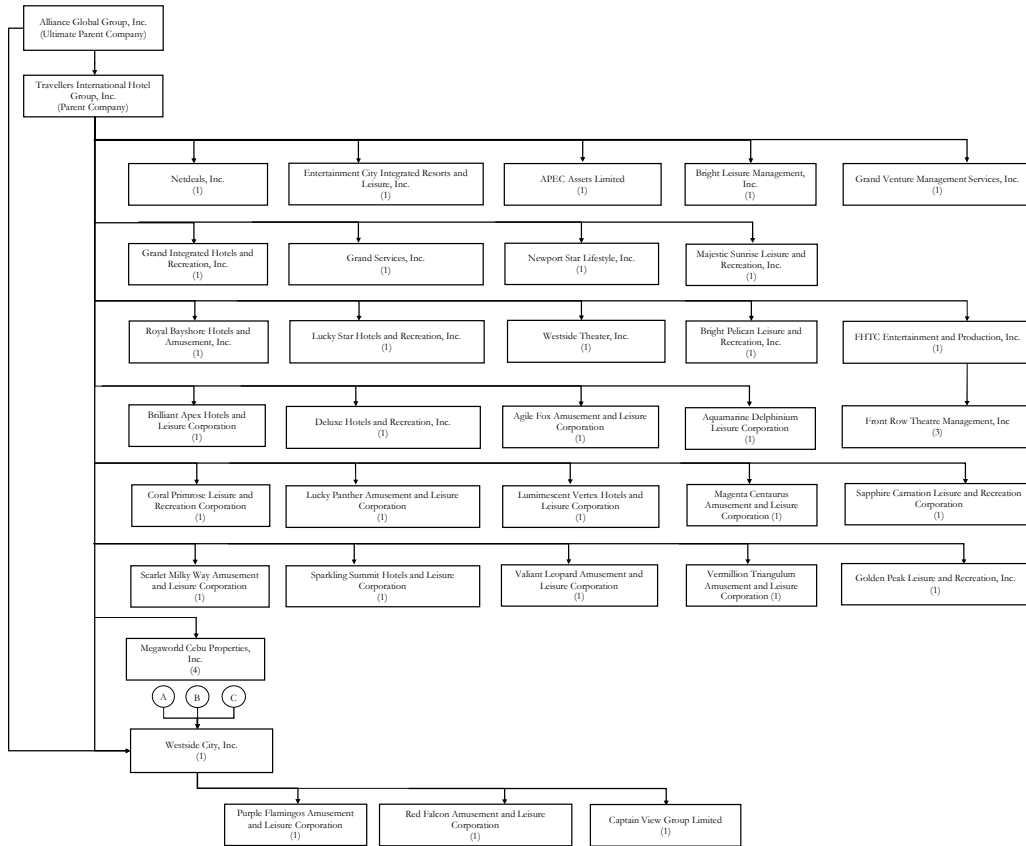 Alliance Global Group, Inc.
(Ultimate Parent Company)
Travellers International Hotel
Group, Inc.
(Parent Company)
Netdeals, Inc.
(1)
Entertainment City Integrated Resorts and
Leisure, Inc.
(1)
APEC Assets Limited
(1)
Bright Leisure Management,
Inc.
(1)
Grand Venture Management Services, Inc.
(1)
Grand Integrated Hotels and
Recreation, Inc.
(1)
Grand Services, Inc.
(1)
Newport Star Lifestyle, Inc.
(1)
Majestic Sunrise Leisure and
Recreation, Inc.
(1)
Royal Bayshore Hotels and
Amusement, Inc.
(1)
Lucky Star Hotels and Recreation, Inc.
(1)
Westside Theater, Inc.
(1)
Bright Pelican Leisure and
Recreation, Inc.
(1)
FHTC Entertainment and Production, Inc.
(1)
Brilliant Apex Hotels and
Leisure Corporation
(1)
Deluxe Hotels and Recreation, Inc.
(1)
Agile Fox Amusement and Leisure
Corporation
(1)
Aquamarine Delphinium
Leisure Corporation
(1)
Front Row Theatre Management, Inc
(3)
Coral Primrose Leisure and
Recreation Corporation
(1)
Lucky Panther Amusement and Leisure
Corporation
(1)
Lumimescent Vertex Hotels and
Leisure Corporation
(1)
Magenta Centaurus
Amusement and Leisure
Corporation (1)
Sapphire Carnation Leisure and Recreation
Corporation
(1)
Scarlet Milky Way Amusement
and Leisure Corporation
(1)
Sparkling Summit Hotels and Leisure
Corporation
(1)
Valiant Leopard Amusement and
Leisure Corporation
(1)
Vermillion Triangulum
Amusement and Leisure
Corporation (1)
Golden Peak Leisure and Recreation, Inc.
(1)
Megaworld Cebu Properties,
Inc.
(4)
A B C
Westside City, Inc.
(1)
Purple Flamingos Amusement
and Leisure Corporation
(1)
Red Falcon Amusement and Leisure
Corporation
(1)
Captain View Group Limited
(1)